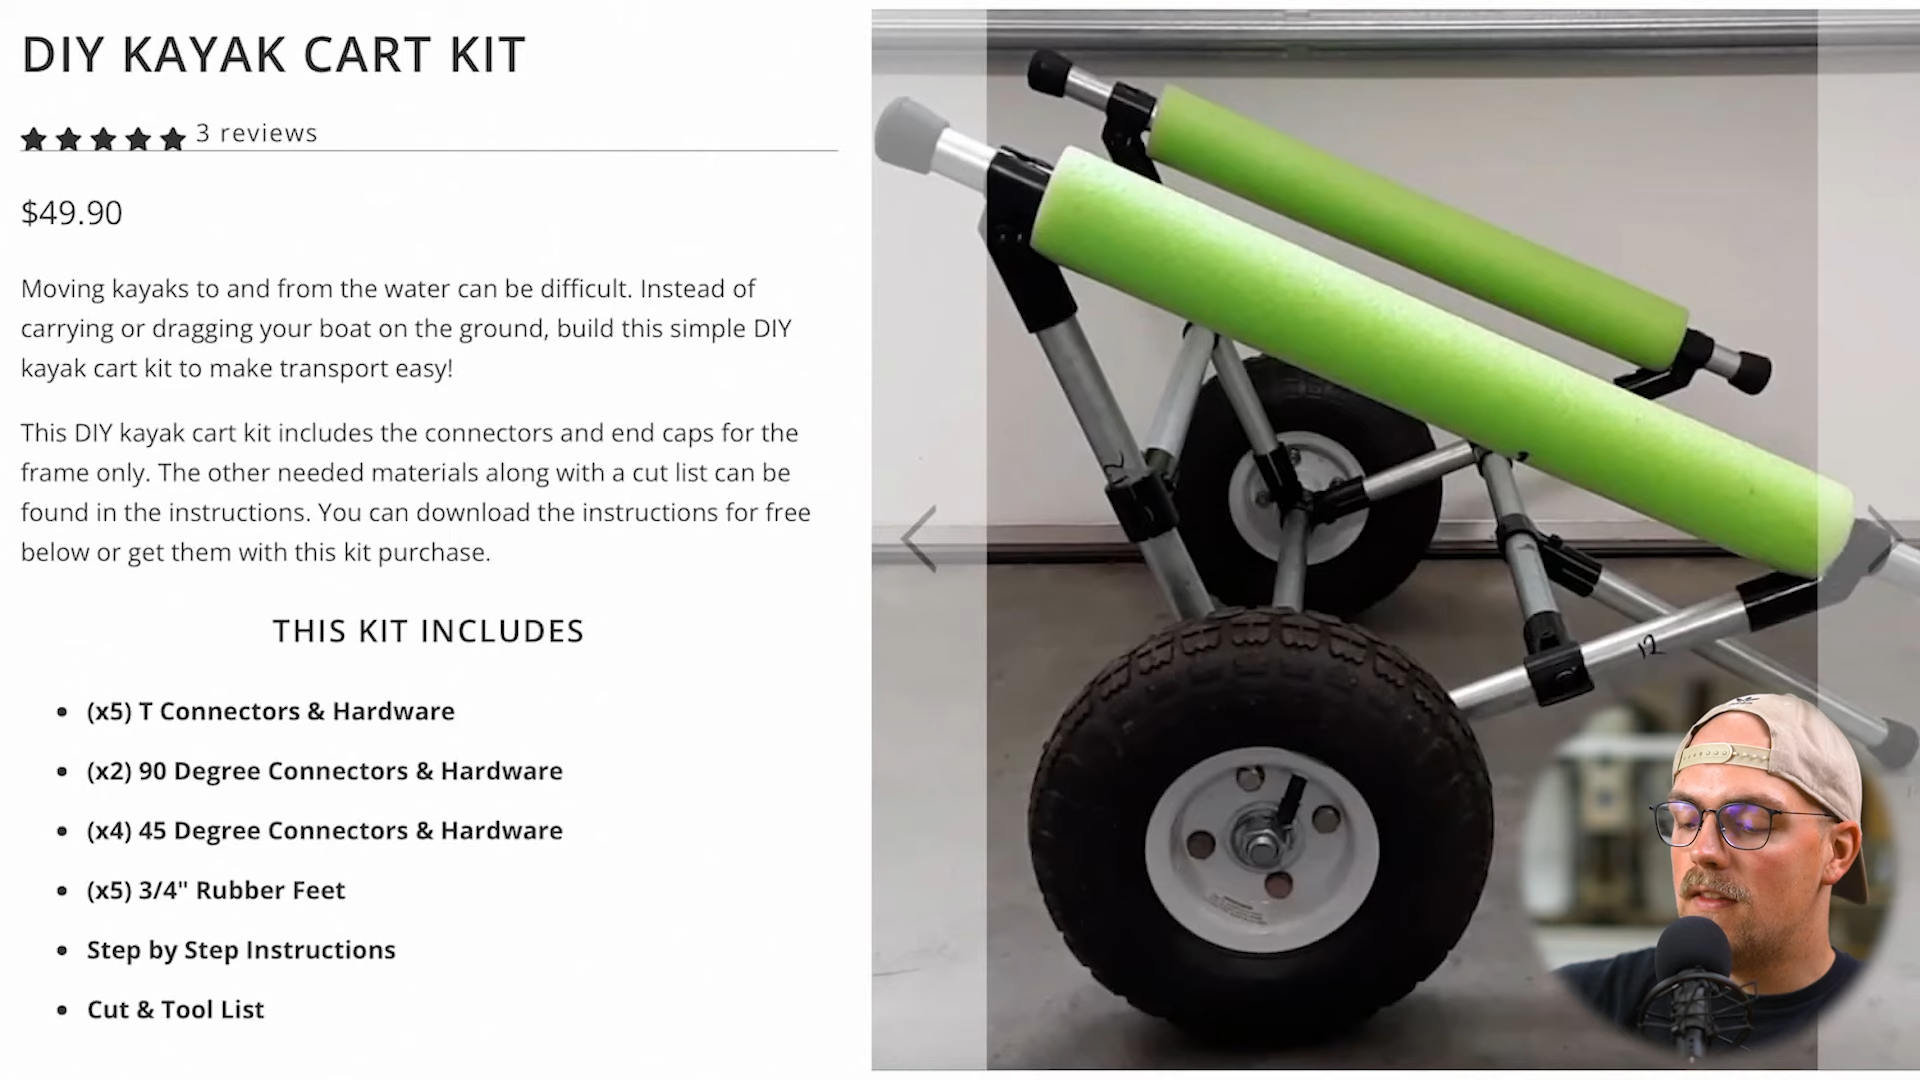 DIY KAYAK CART KIT
3 reviews
$49.90
Moving kayaks to and from the water can be difficult. Instead of
carrying or dragging your boat on the ground, build this simple DIY
kayak cart kit to make transport easy!
This DIY kayak cart kit includes the connectors and end caps for the
frame only. The other needed materials along with a cut list can be
found in the instructions. You can download the instructions for free
below or get them with this kit purchase.
THIS KIT INCLUDES
(x5) T Connectors & Hardware
(x2) 90 Degree Connectors & Hardware
(x4) 45 Degree Connectors & Hardware
(x5) 3/4" Rubber Feet
Step by Step Instructions
Cut & Tool List
12